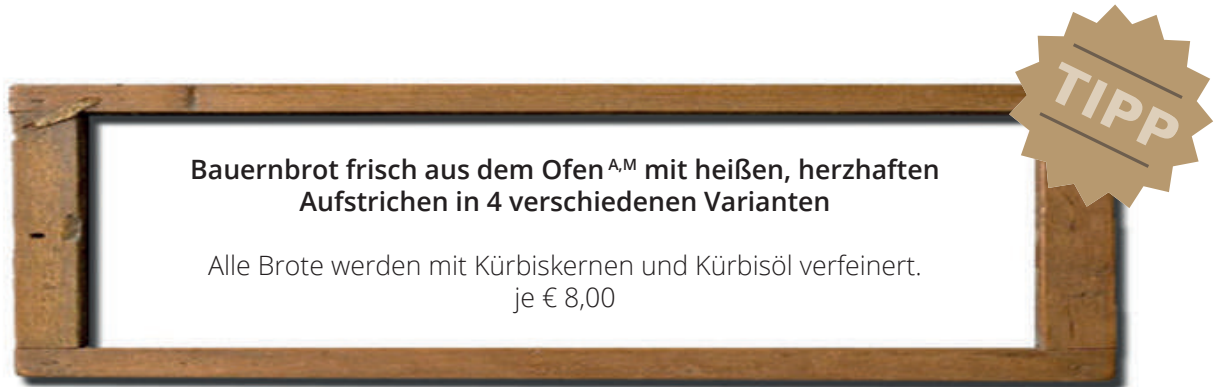 TIPP
Bauernbrot frisch aus dem Ofen A,M mit heißen, herzhaften
Aufstrichen in 4 verschiedenen Varianten
Alle Brote werden mit Kürbiskernen und Kürbisöl verfeinert.
je € 8,00